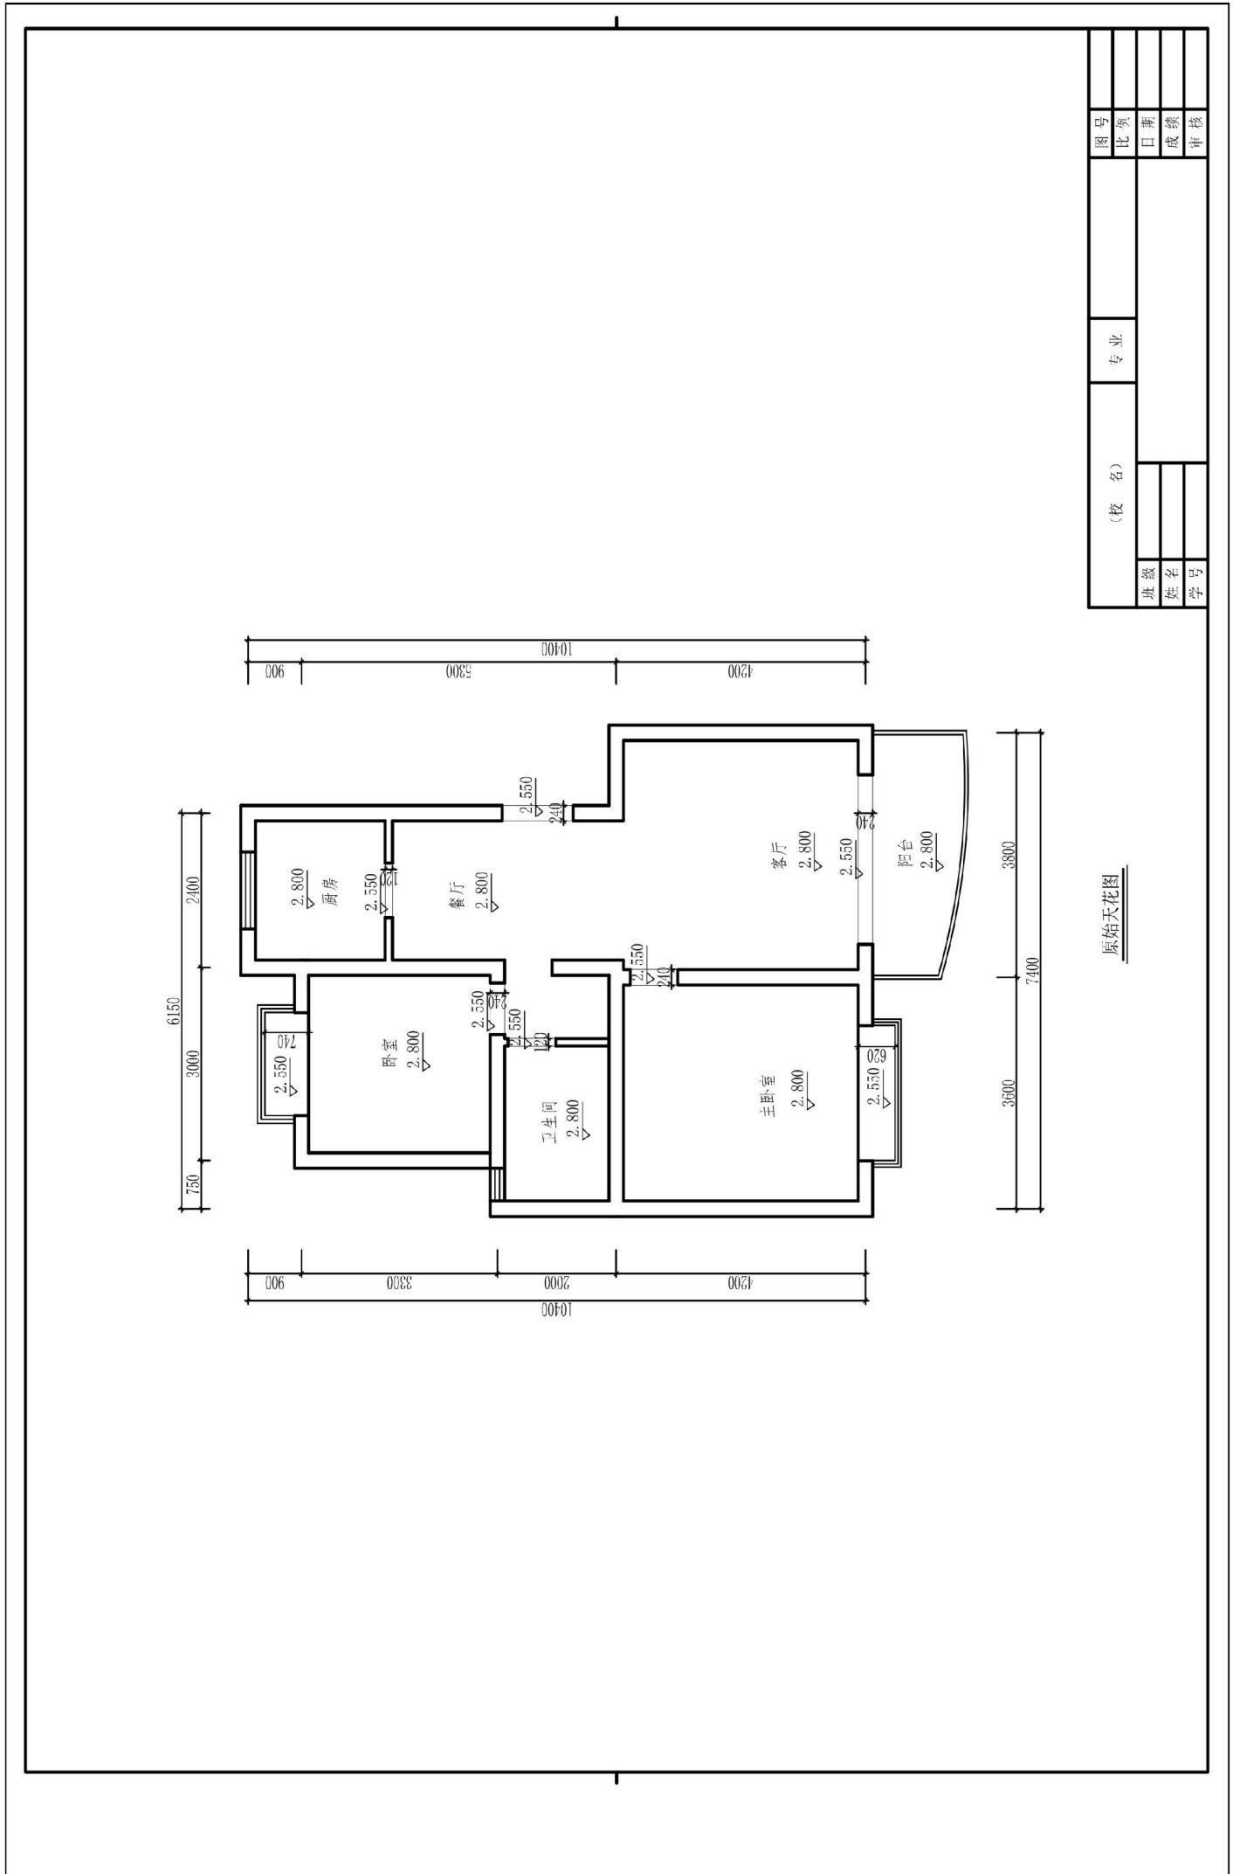 图 号
比 例
日 期
成 绩
审 核
专 业
(校 名)
班 级
姓 名
学 号
10400
900
5300
4200
6150
2400
3000
750
2.800
厨房
2.550
120
餐厅
2.800
2.550
240
客厅
2.800
2.550
240
阳台
2.800
740
2.550
卧室
2.800
2.550
240
2.550
120
卫生间
2.800
2.550
240
主卧室
2.800
620
2.550
3800
3600
7400
900
3300
2000
4200
10400
原始天花图